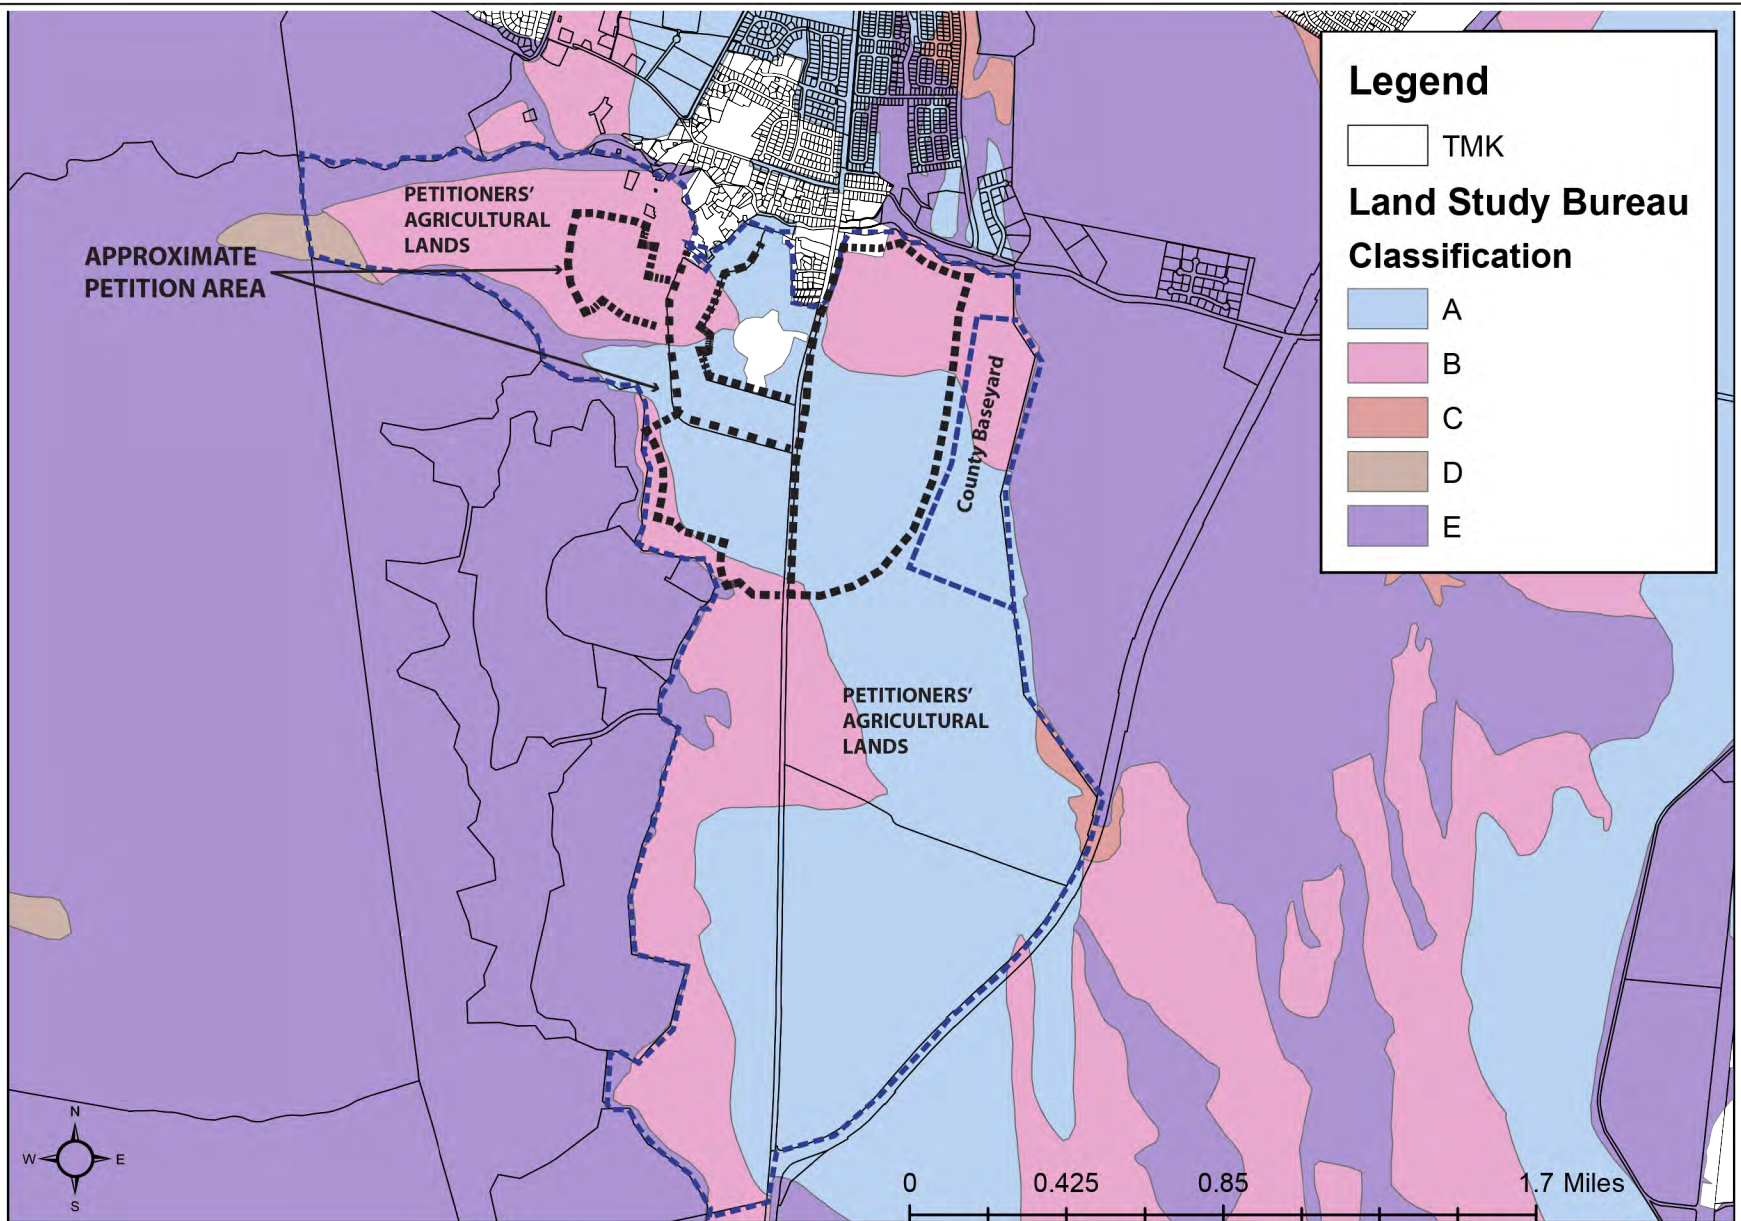 Legend
TMK
Land Study Bureau
Classification
A
B
C
D
E
PETITIONERS'
AGRICULTURAL
LANDS
APPROXIMATE
PETITION AREA
County Baseyard
PETITIONERS'
AGRICULTURAL
LANDS
N
W E
S
0 0.425 0.85 1.7 Miles